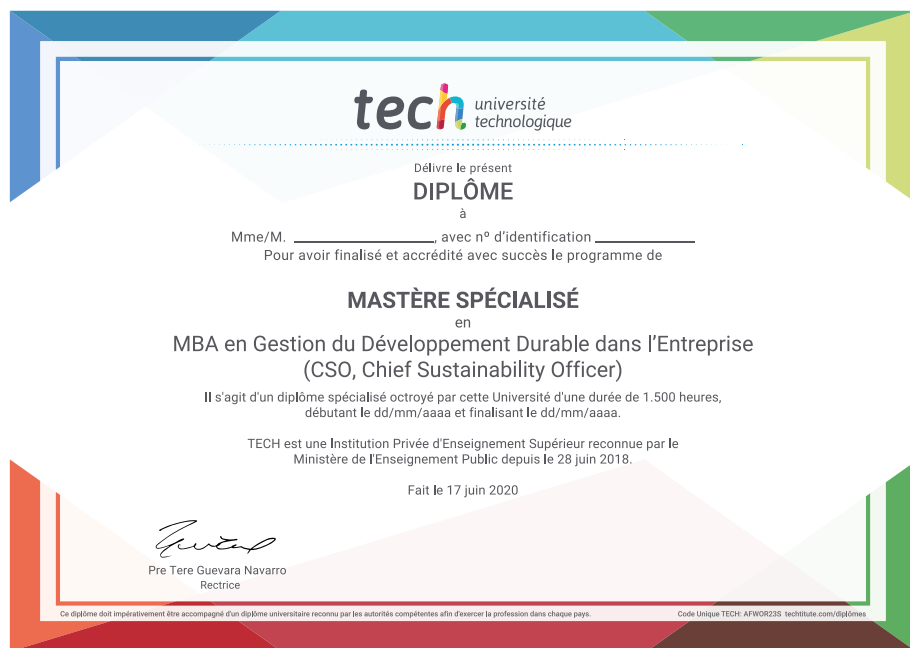 tech université
technologique
Délivre le présent
DIPLÔME
à
Mme/M. ____________, avec nº d'identification ____________
Pour avoir finalisé et accrédité avec succès le programme de
MASTÈRE SPÉCIALISÉ
en
MBA en Gestion du Développement Durable dans l'Entreprise
(CSO, Chief Sustainability Officer)
Il s'agit d'un diplôme spécialisé octroyé par cette Université d'une durée de 1.500 heures,
débutant le dd/mm/aaaa et finalisant le dd/mm/aaaa.
TECH est une Institution Privée d'Enseignement Supérieur reconnue par le
Ministère de l'Enseignement Public depuis le 28 juin 2018.
Fait le 17 juin 2020
Pre Tere Guevara Navarro
Rectrice
Ce diplôme doit impérativement être accompagné d'un diplôme universitaire reconnu par les autorités compétentes afin d'exercer la profession dans chaque pays. Code Unique TECH: AFWOR23S techtitute.com/diplômes